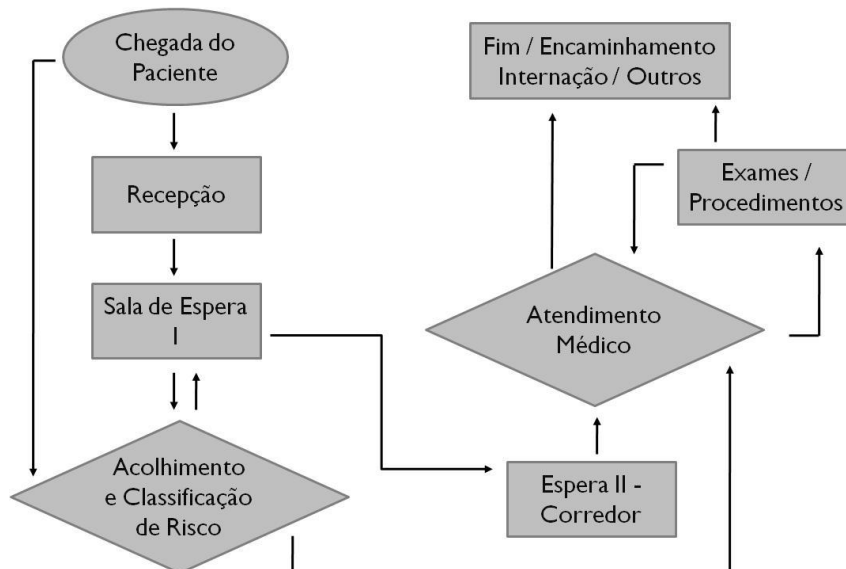 Chegada do
Paciente
Recepção
Sala de Espera
I
Acolhimento
e Classificação
de Risco
Fim / Encaminhamento
Internação / Outros
Exames /
Procedimentos
Atendimento
Médico
Espera II -
Corredor